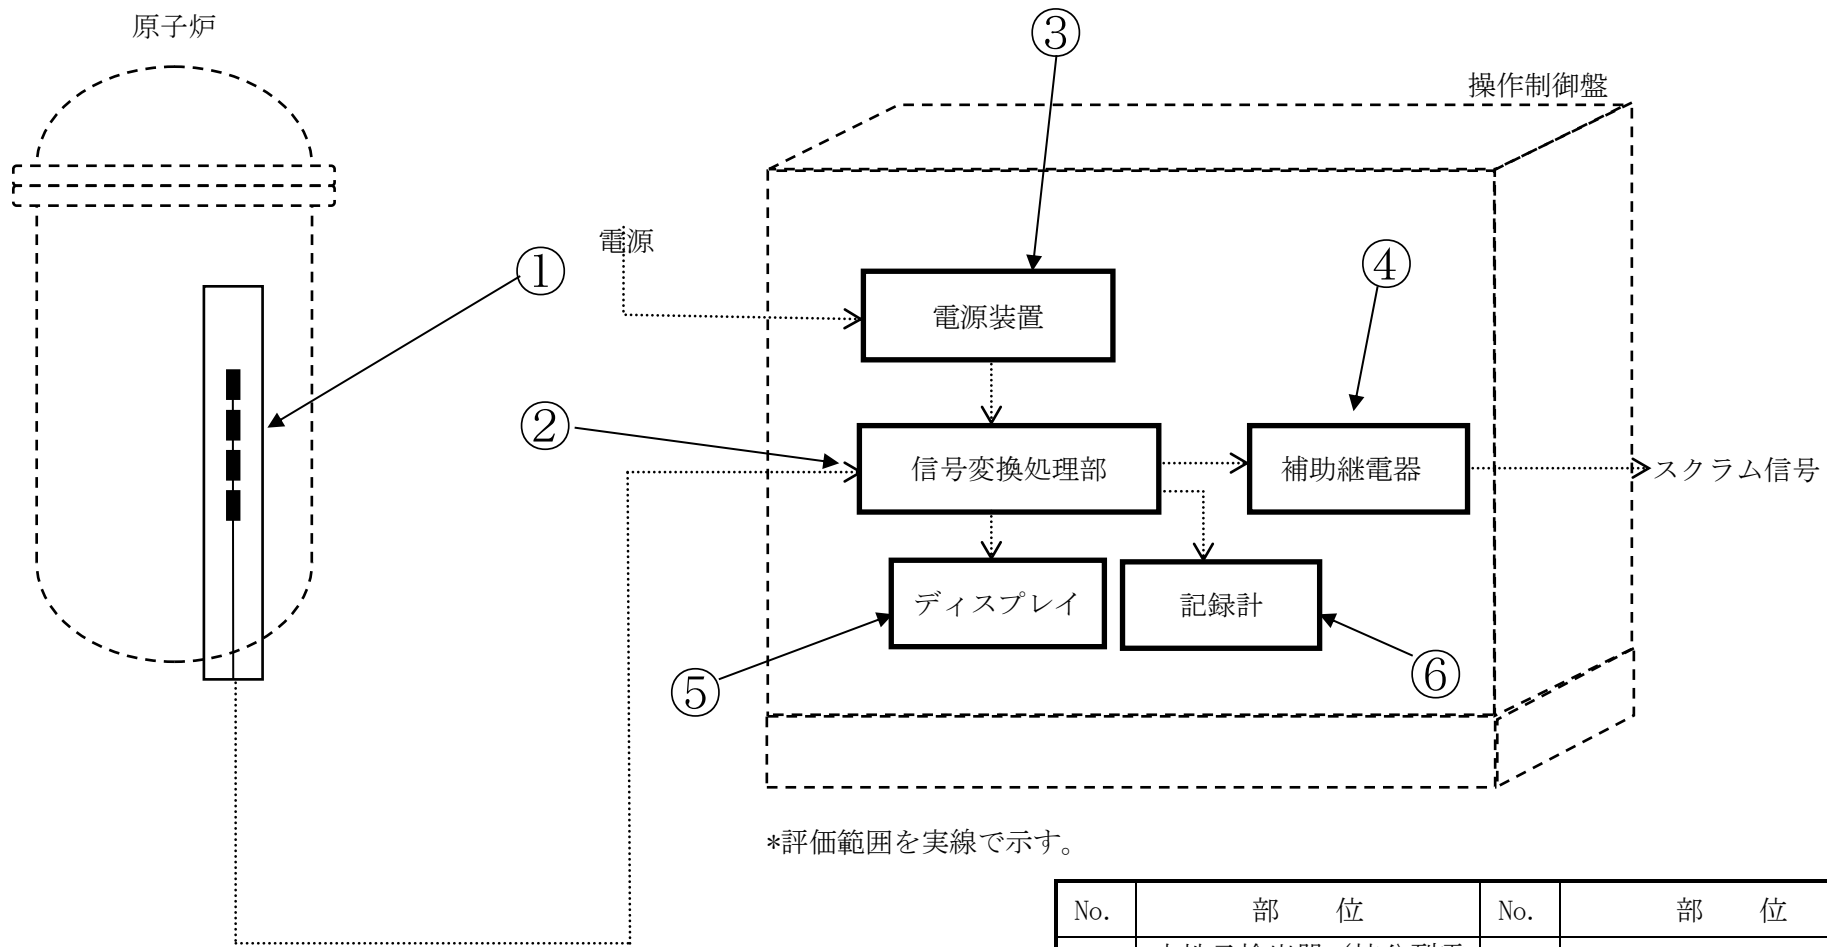 原子炉
③
操作制御盤
電源
①
④
電源装置
②
信号変換処理部
補助継電器
スクラム信号
ディスプレイ
記録計
⑤
⑥
*評価範囲を実線で示す。
No.
部 位
No.
部 位